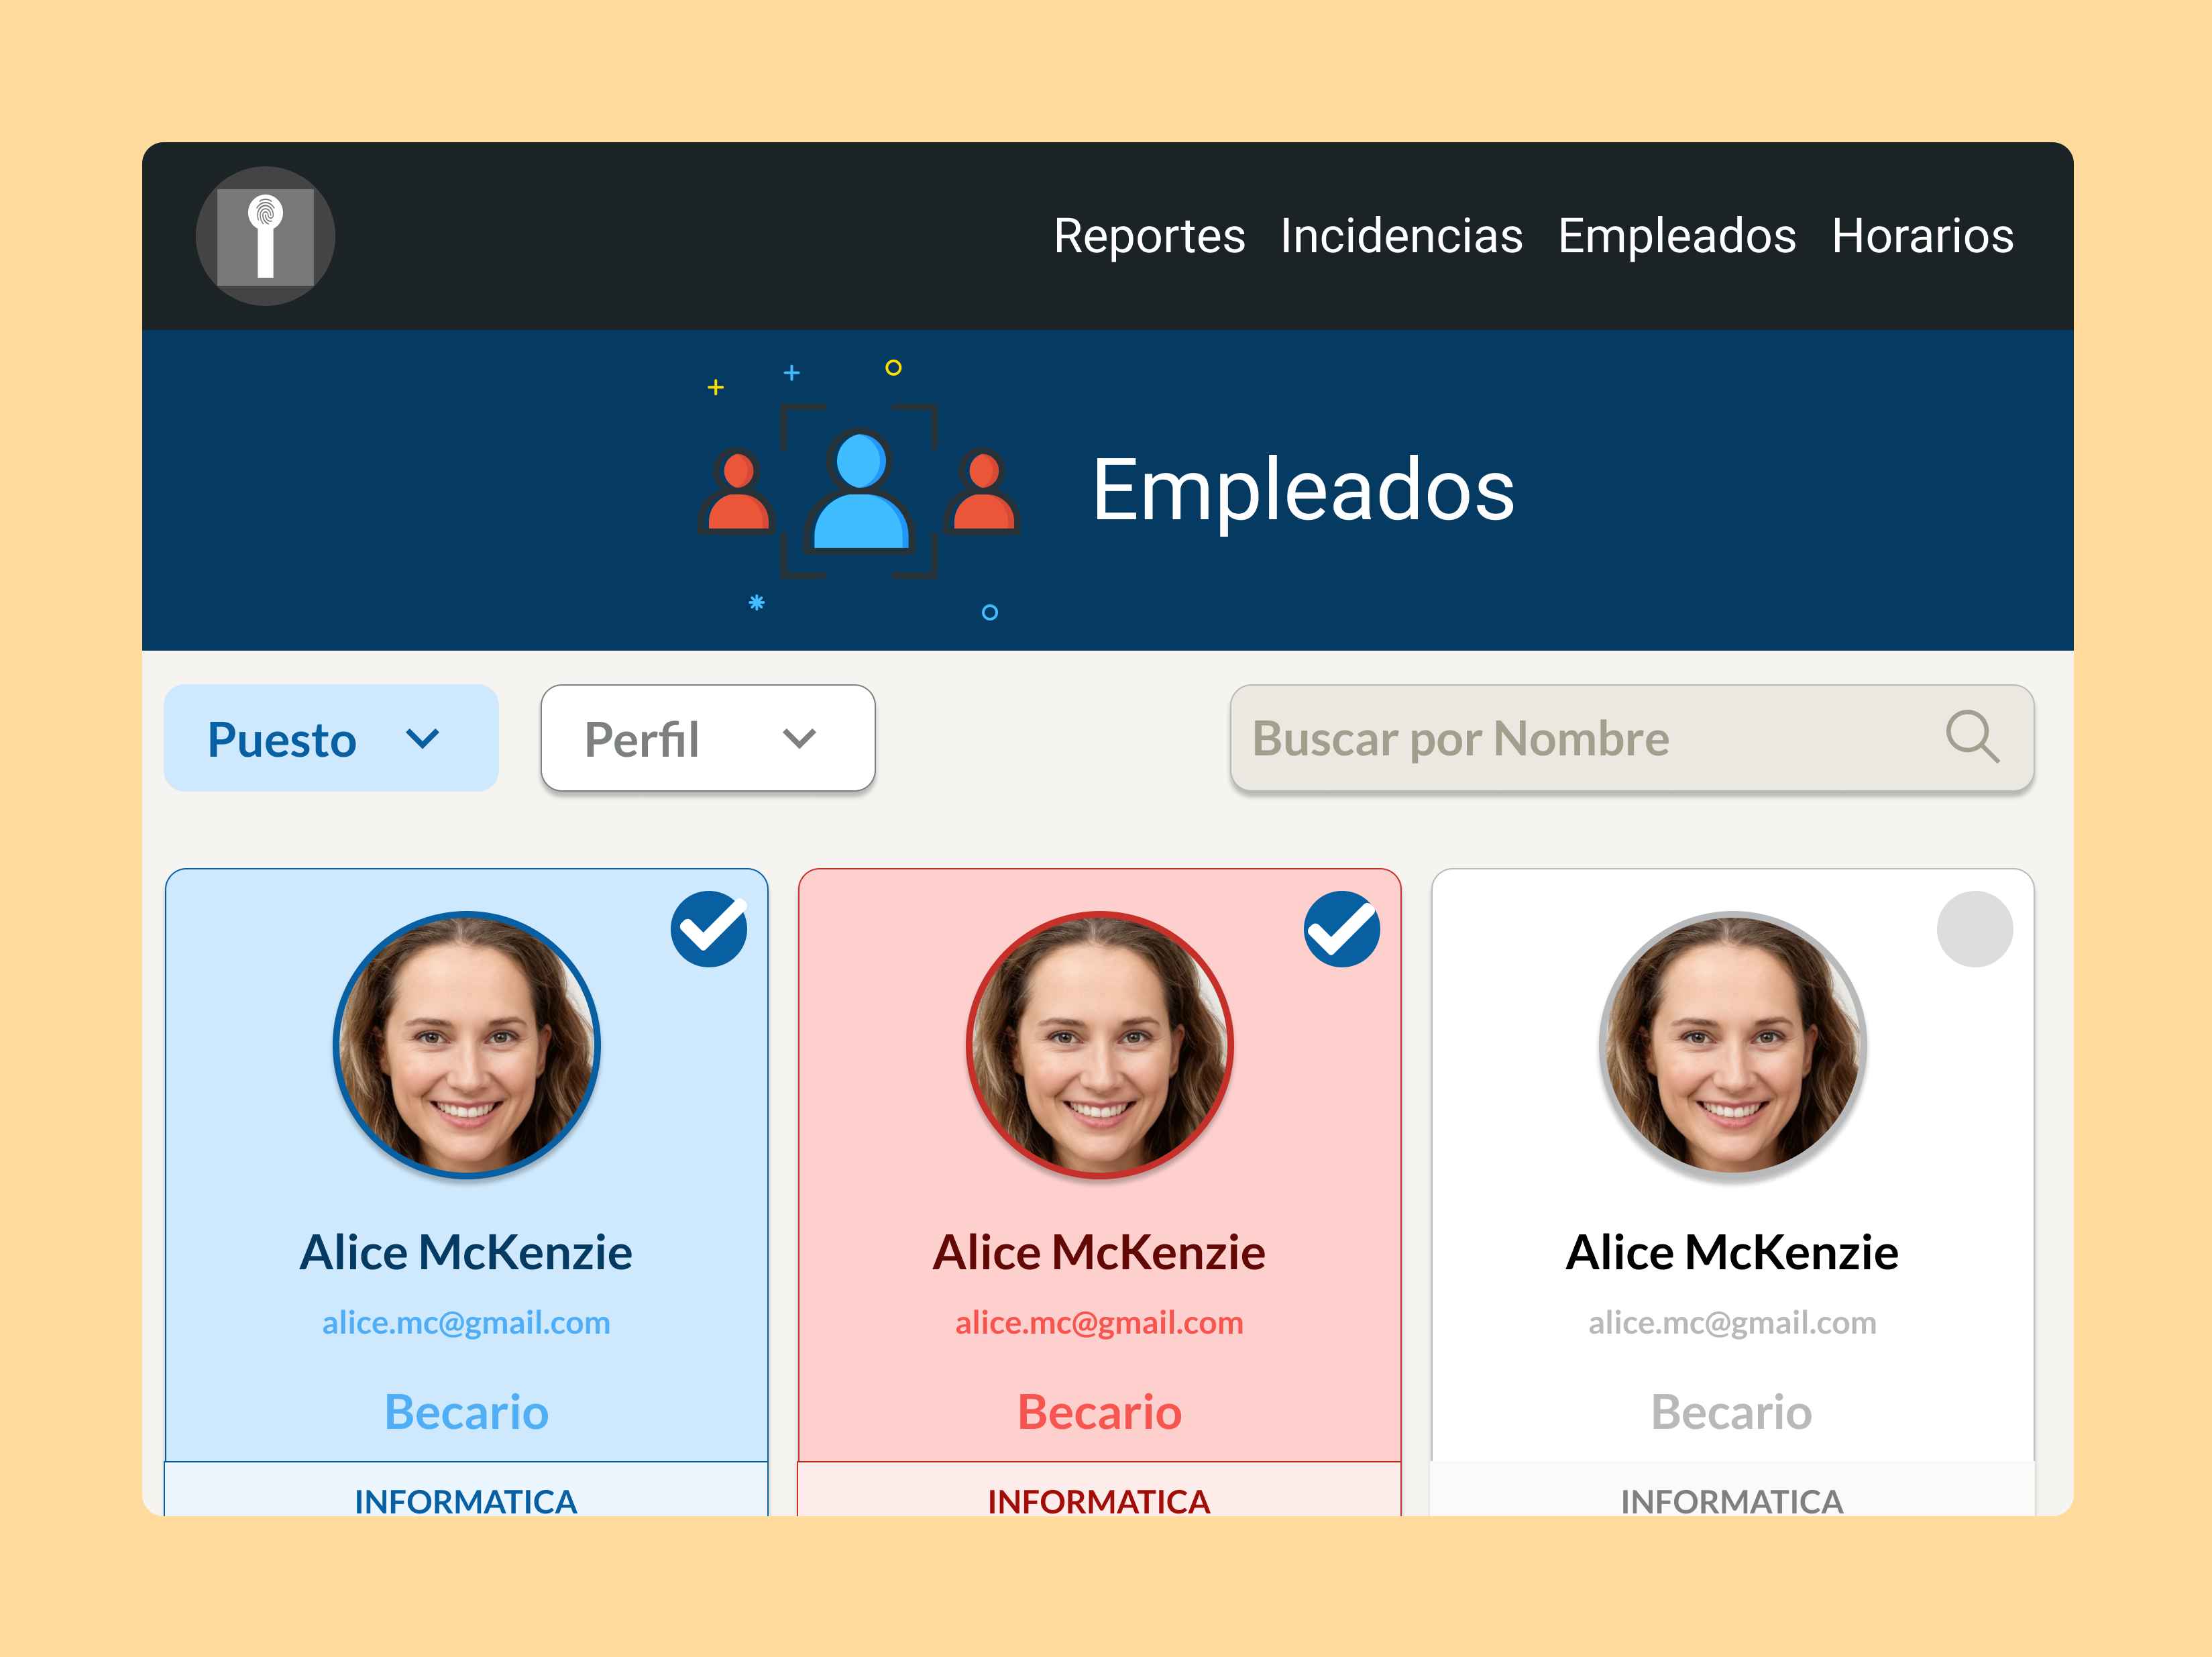 Reportes Incidencias Empleados Horarios
Empleados
Puesto
Perfil
Buscar por Nombre
Alice McKenzie
alice.mc@gmail.com
Becario
INFORMATICA
Alice McKenzie
alice.mc@gmail.com
Becario
INFORMATICA
Alice McKenzie
alice.mc@gmail.com
Becario
INFORMATICA